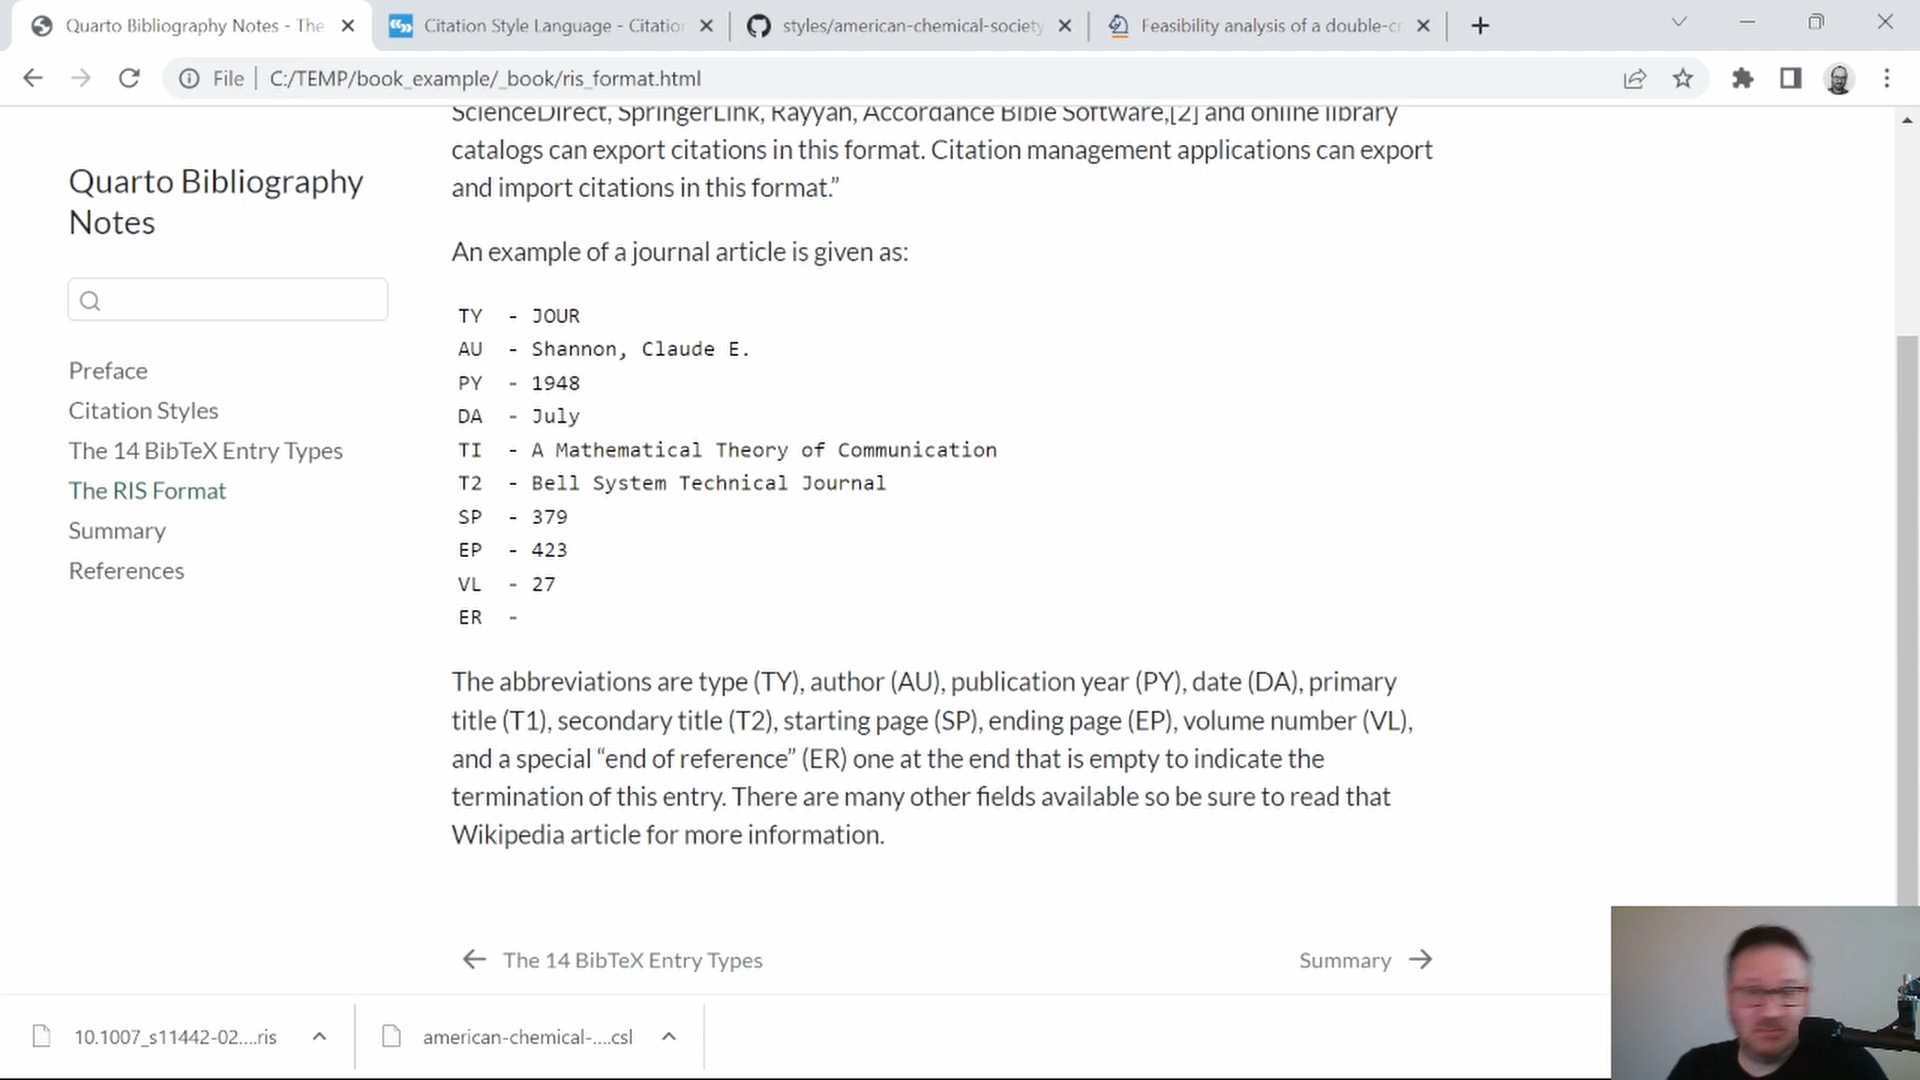 Quarto Bibliography Notes - The
Citation Style Language - Citation
styles/american-chemical-society
Feasibility analysis of a double-cr
File
C:/TEMP/book_example/_book/ris_format.html
Quarto Bibliography
Notes
Preface
Citation Styles
The 14 BibTeX Entry Types
The RIS Format
Summary
References
ScienceDirect, SpringerLink, Rayyan, Accordance Bible Software,[2] and online library
catalogs can export citations in this format. Citation management applications can export
and import citations in this format.”
An example of a journal article is given as:
TY - JOUR
AU - Shannon, Claude E.
PY - 1948
DA - July
TI - A Mathematical Theory of Communication
T2 - Bell System Technical Journal
SP - 379
EP - 423
VL - 27
ER -
The abbreviations are type (TY), author (AU), publication year (PY), date (DA), primary
title (T1), secondary title (T2), starting page (SP), ending page (EP), volume number (VL),
and a special “end of reference” (ER) one at the end that is empty to indicate the
termination of this entry. There are many other fields available so be sure to read that
Wikipedia article for more information.
The 14 BibTeX Entry Types
Summary
10.1007_s11442-02....ris
american-chemical-....csl